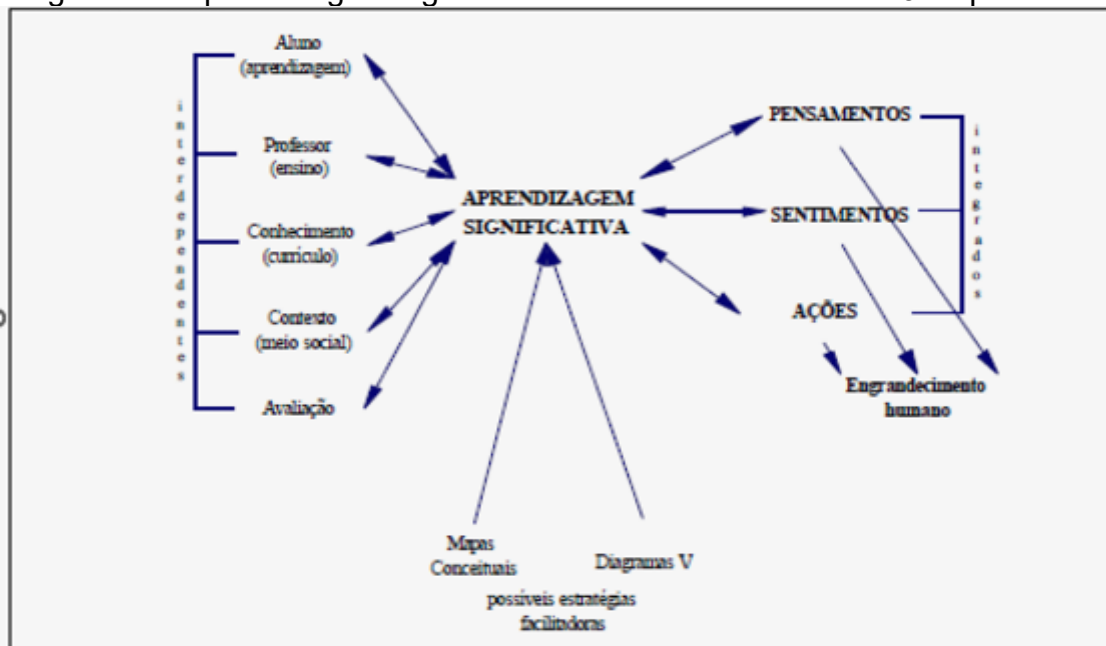 Aluno
(aprendizagem)
Professor
(ensino)
Conhecimento
(currículo)
Contexto
(meio social)
Avaliação
interdependentes
APRENDIZAGEM
SIGNIFICATIVA
PENSAMENTOS
SENTIMENTOS
AÇÕES
integrados
Engrandecimento
humano
Mapas
Conceituais
Diagramas V
possíveis estratégias
facilitadoras